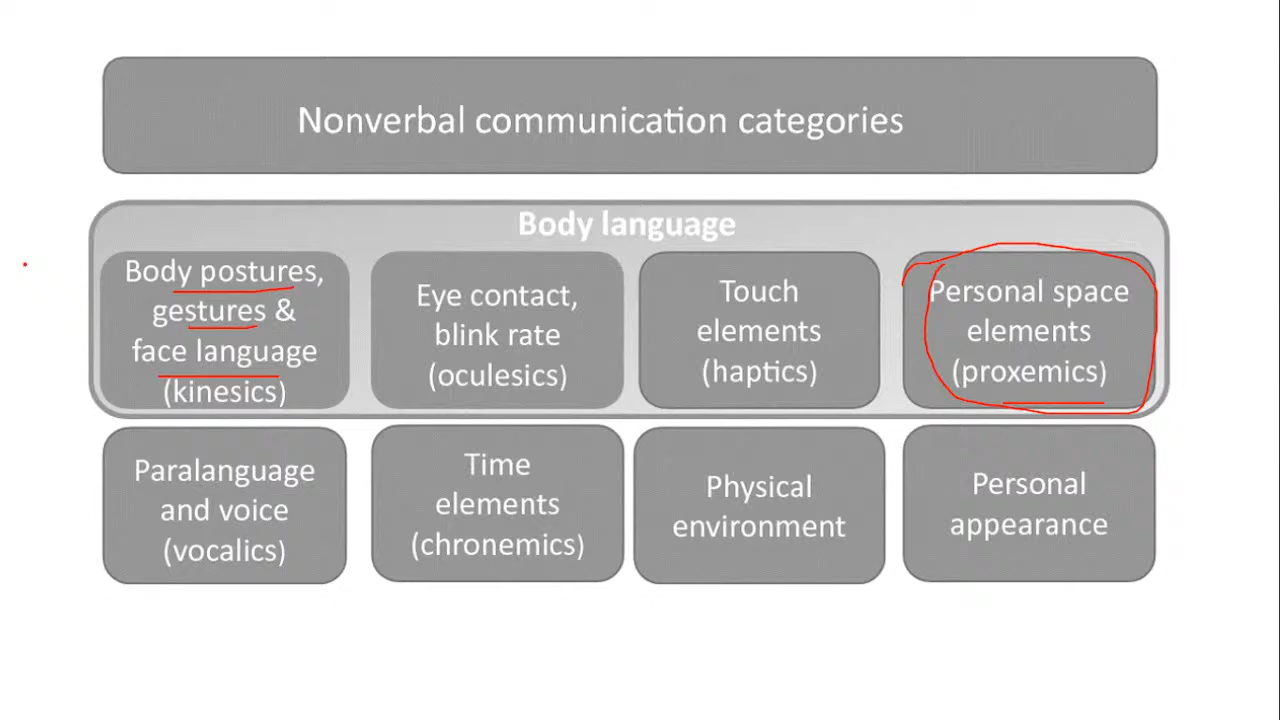 Nonverbal communication categories
Body language
Body postures,
gestures &
face language
(kinesics)
Eye contact,
blink rate
(oculesics)
Touch
elements
(haptics)
Personal space
elements
(proxemics)
Paralanguage
and voice
(vocalics)
Time
elements
(chronemics)
Physical
environment
Personal
appearance